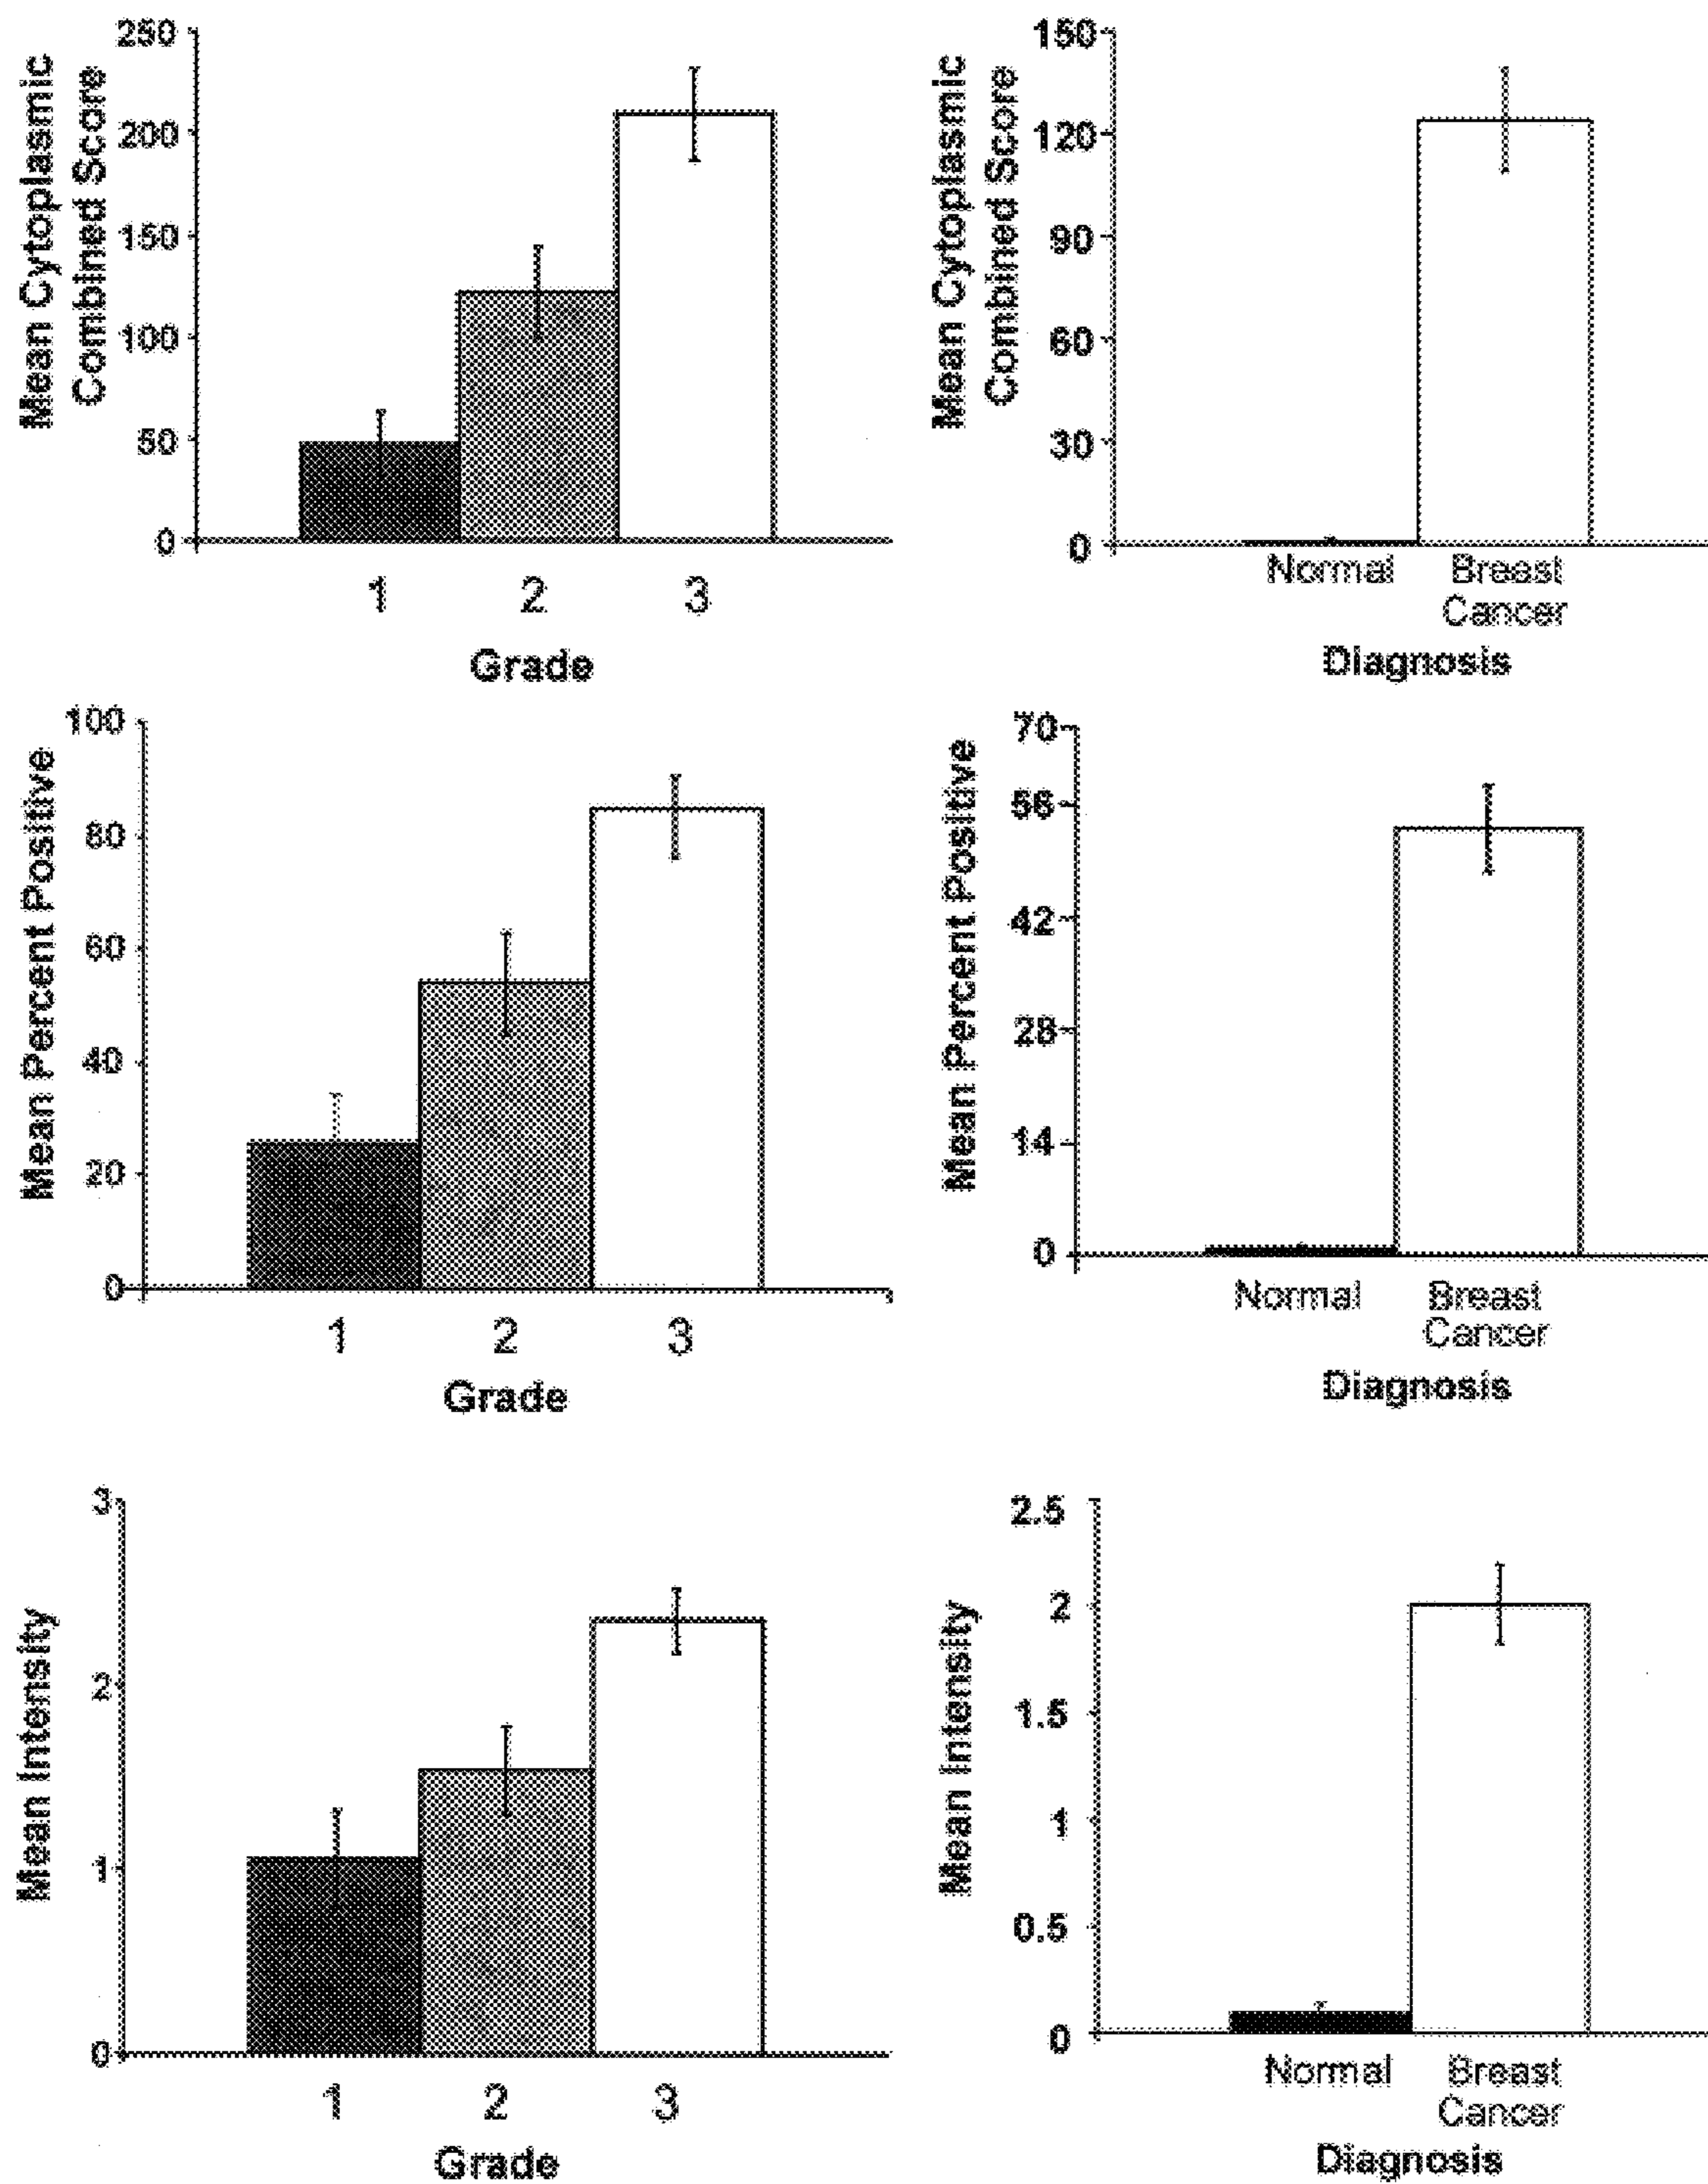 Mean Cytoplasmic
Combined Score
250
200
150
100
50
0
1 2 3
Grade
Mean Cytoplasmic
Combined Score
150
120
90
60
30
0
Normal Breast
Cancer
Diagnosis
Mean Percent Positive
100
80
60
40
20
0
1 2 3
Grade
Mean Percent Positive
70
56
42
28
14
0
Normal Breast
Cancer
Diagnosis
Mean Intensity
3
2
1
0
1 2 3
Grade
Mean Intensity
2.5
2
1.5
1
0.5
0
Normal Breast
Cancer
Diagnosis